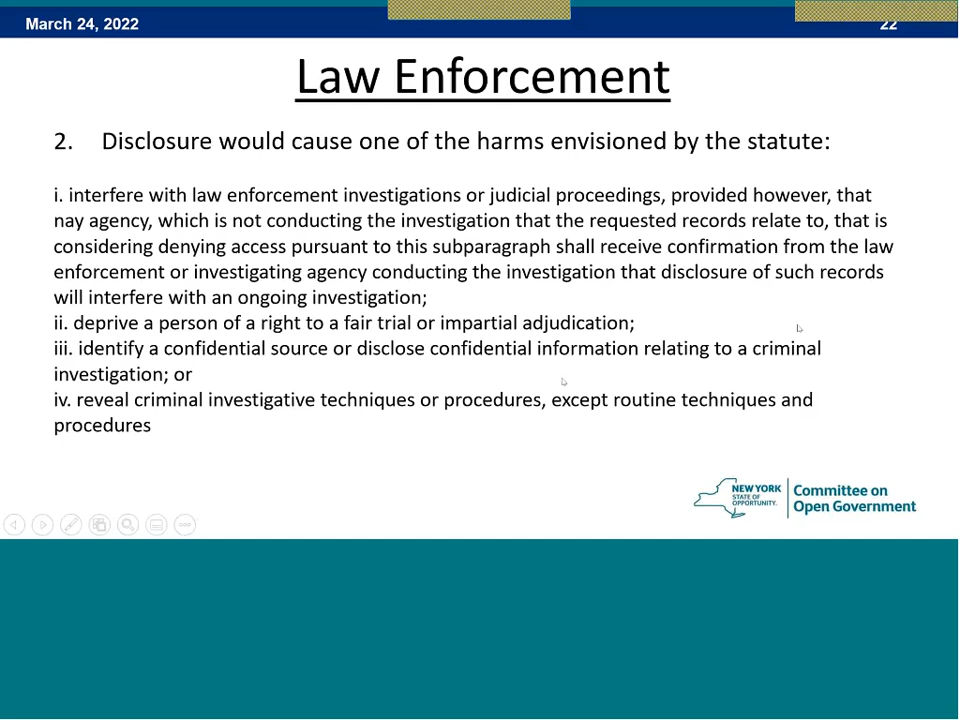 March 24, 2022
22
Law Enforcement
2. Disclosure would cause one of the harms envisioned by the statute:
i. interfere with law enforcement investigations or judicial proceedings, provided however, that
nay agency, which is not conducting the investigation that the requested records relate to, that is
considering denying access pursuant to this subparagraph shall receive confirmation from the law
enforcement or investigating agency conducting the investigation that disclosure of such records
will interfere with an ongoing investigation;
ii. deprive a person of a right to a fair trial or impartial adjudication;
iii. identify a confidential source or disclose confidential information relating to a criminal
investigation; or
iv. reveal criminal investigative techniques or procedures, except routine techniques and
procedures
NEW YORK
STATE OF
OPPORTUNITY.
Committee on
Open Government